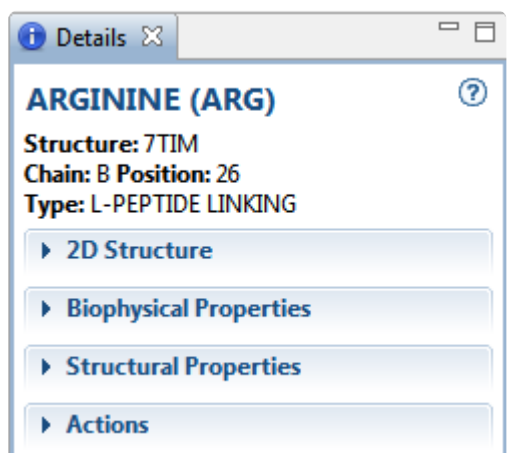 Details
ARGININE (ARG)
Structure: 7TIM
Chain: B Position: 26
Type: L-PEPTIDE LINKING
2D Structure
Biophysical Properties
Structural Properties
Actions